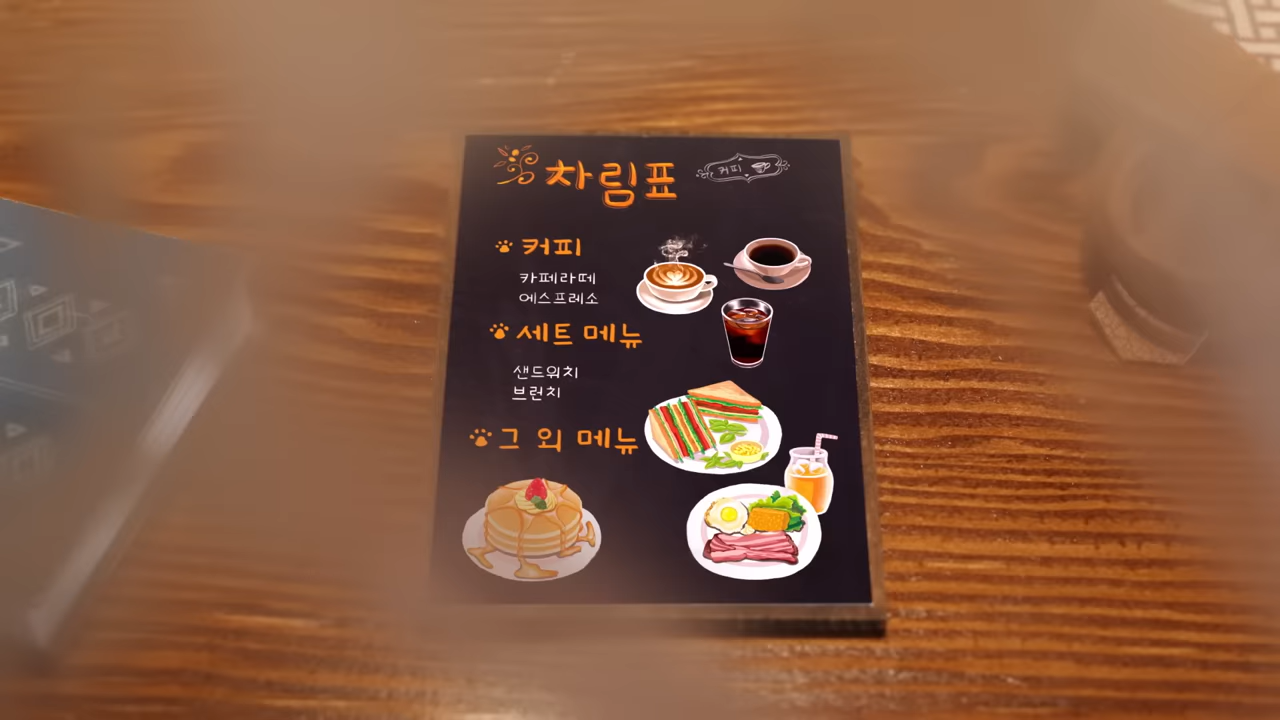 차림표
커피
커피
카페라떼
에스프레소
세트 메뉴
샌드위치
브런치
그 외 메뉴